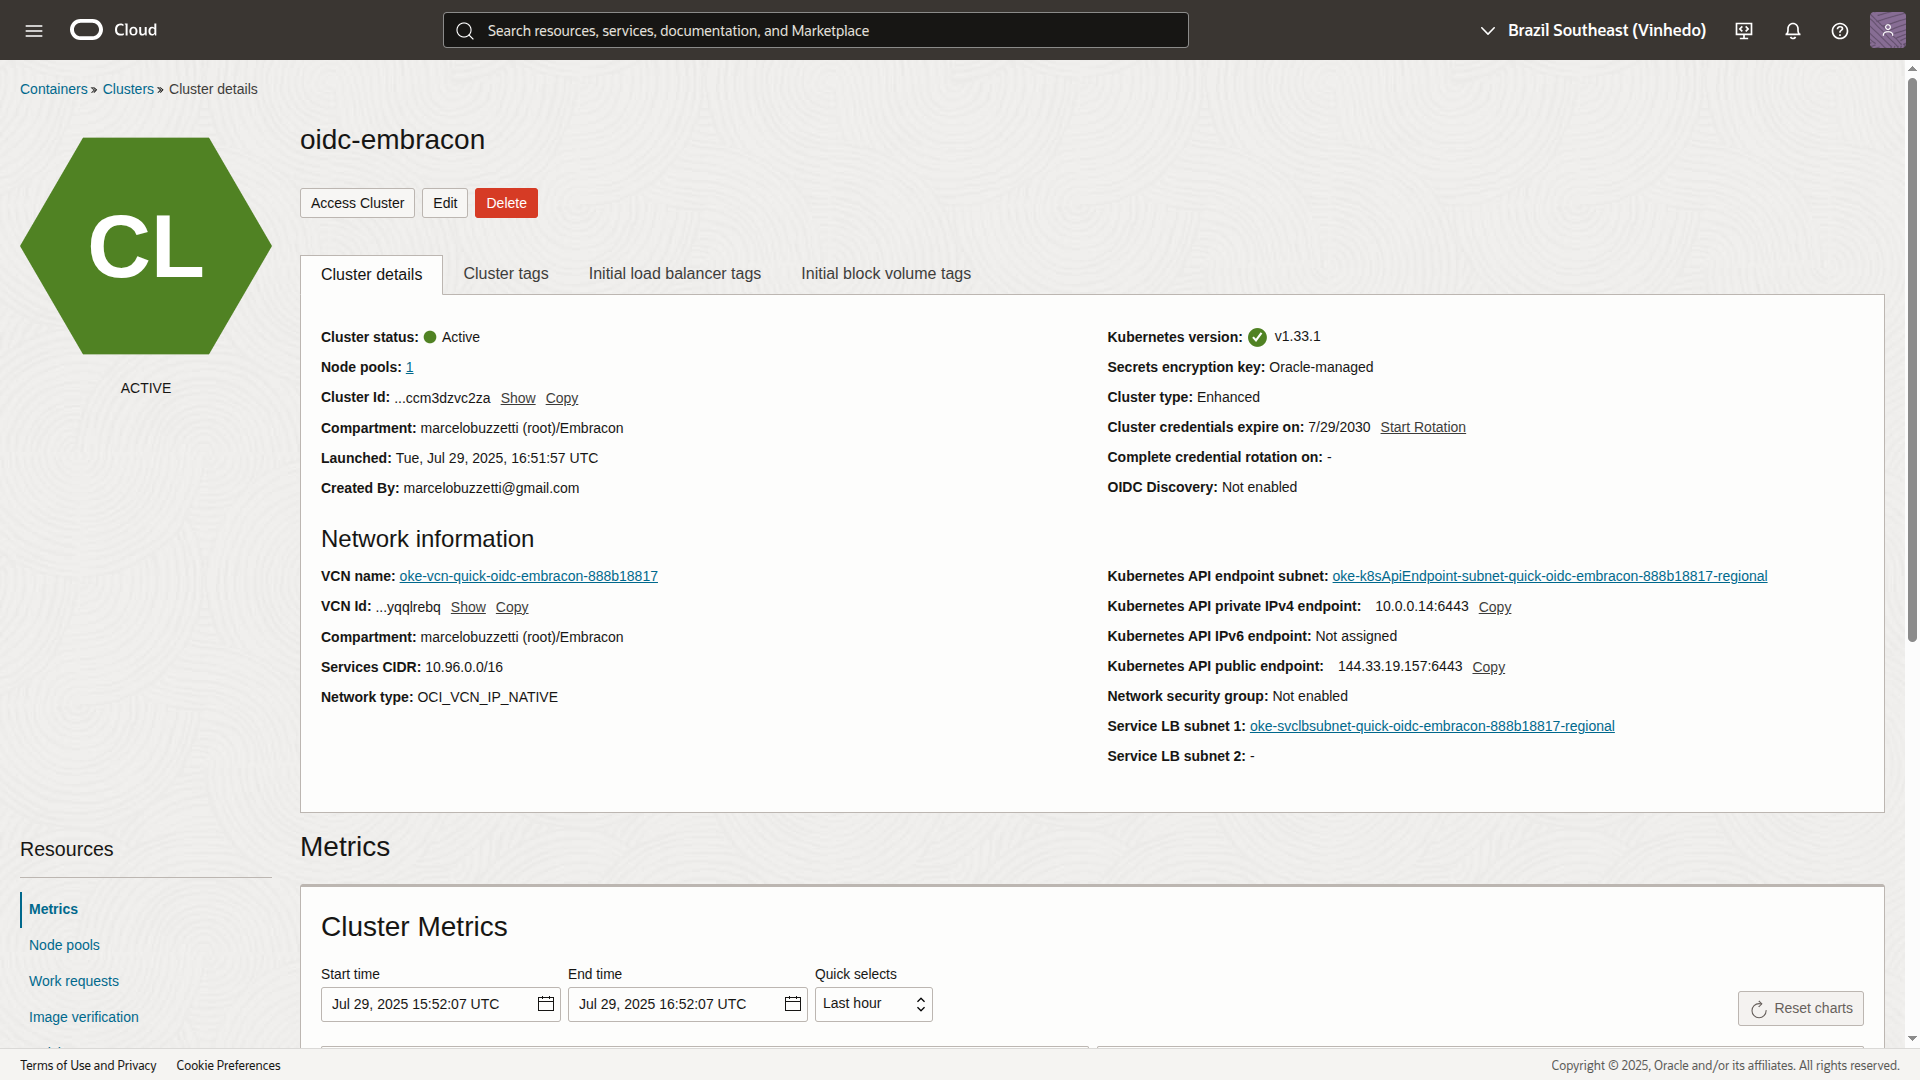 Cloud
Search resources, services, documentation, and Marketplace
Brazil Southeast (Vinhedo)
Containers » Clusters » Cluster details
CL
ACTIVE
oidc-embracon
Access Cluster Edit Delete
Cluster details Cluster tags Initial load balancer tags Initial block volume tags
Cluster status: Active
Node pools: 1
Cluster Id: ...ccm3dzvc2za Show Copy
Compartment: marcelobuzzetti (root)/Embracon
Launched: Tue, Jul 29, 2025, 16:51:57 UTC
Created By: marcelobuzzetti@gmail.com
Kubernetes version: v1.33.1
Secrets encryption key: Oracle-managed
Cluster type: Enhanced
Cluster credentials expire on: 7/29/2030 Start Rotation
Complete credential rotation on: -
OIDC Discovery: Not enabled
Network information
VCN name: oke-vcn-quick-oidc-embracon-888b18817
VCN Id: ...yqqlrebq Show Copy
Compartment: marcelobuzzetti (root)/Embracon
Services CIDR: 10.96.0.0/16
Network type: OCI_VCN_IP_NATIVE
Kubernetes API endpoint subnet: oke-k8sApiEndpoint-subnet-quick-oidc-embracon-888b18817-regional
Kubernetes API private IPv4 endpoint: 10.0.0.14:6443 Copy
Kubernetes API IPv6 endpoint: Not assigned
Kubernetes API public endpoint: 144.33.19.157:6443 Copy
Network security group: Not enabled
Service LB subnet 1: oke-svclbsubnet-quick-oidc-embracon-888b18817-regional
Service LB subnet 2: -
Resources
Metrics
Node pools
Work requests
Image verification
Metrics
Cluster Metrics
Start time End time Quick selects
Jul 29, 2025 15:52:07 UTC Jul 29, 2025 16:52:07 UTC Last hour
Reset charts
Terms of Use and Privacy Cookie Preferences
Copyright © 2025, Oracle and/or its affiliates. All rights reserved.